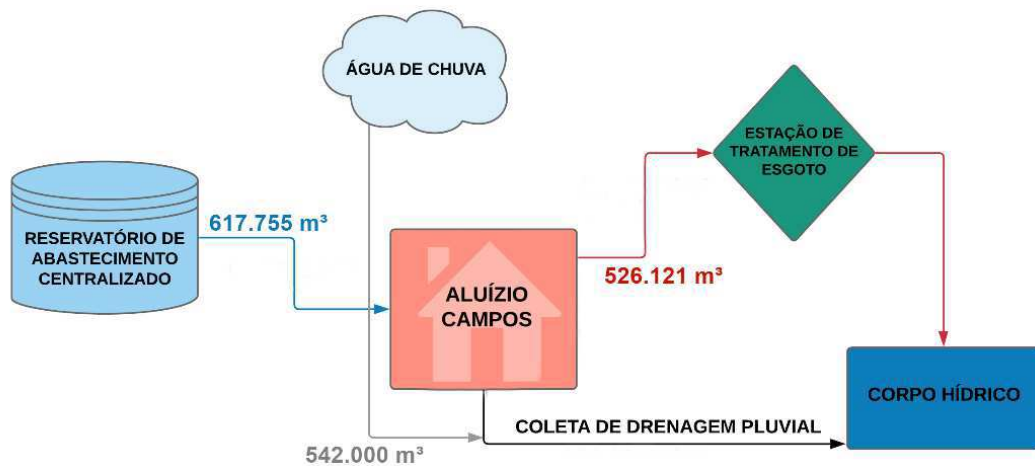 ÁGUA DE CHUVA
ESTAÇÃO DE
TRATAMENTO DE
ESGOTO
RESERVATÓRIO DE
ABASTECIMENTO
CENTRALIZADO
617.755 m³
526.121 m³
ALUÍZIO
CAMPOS
CORPO HÍDRICO
COLETA DE DRENAGEM PLUVIAL
542.000 m³